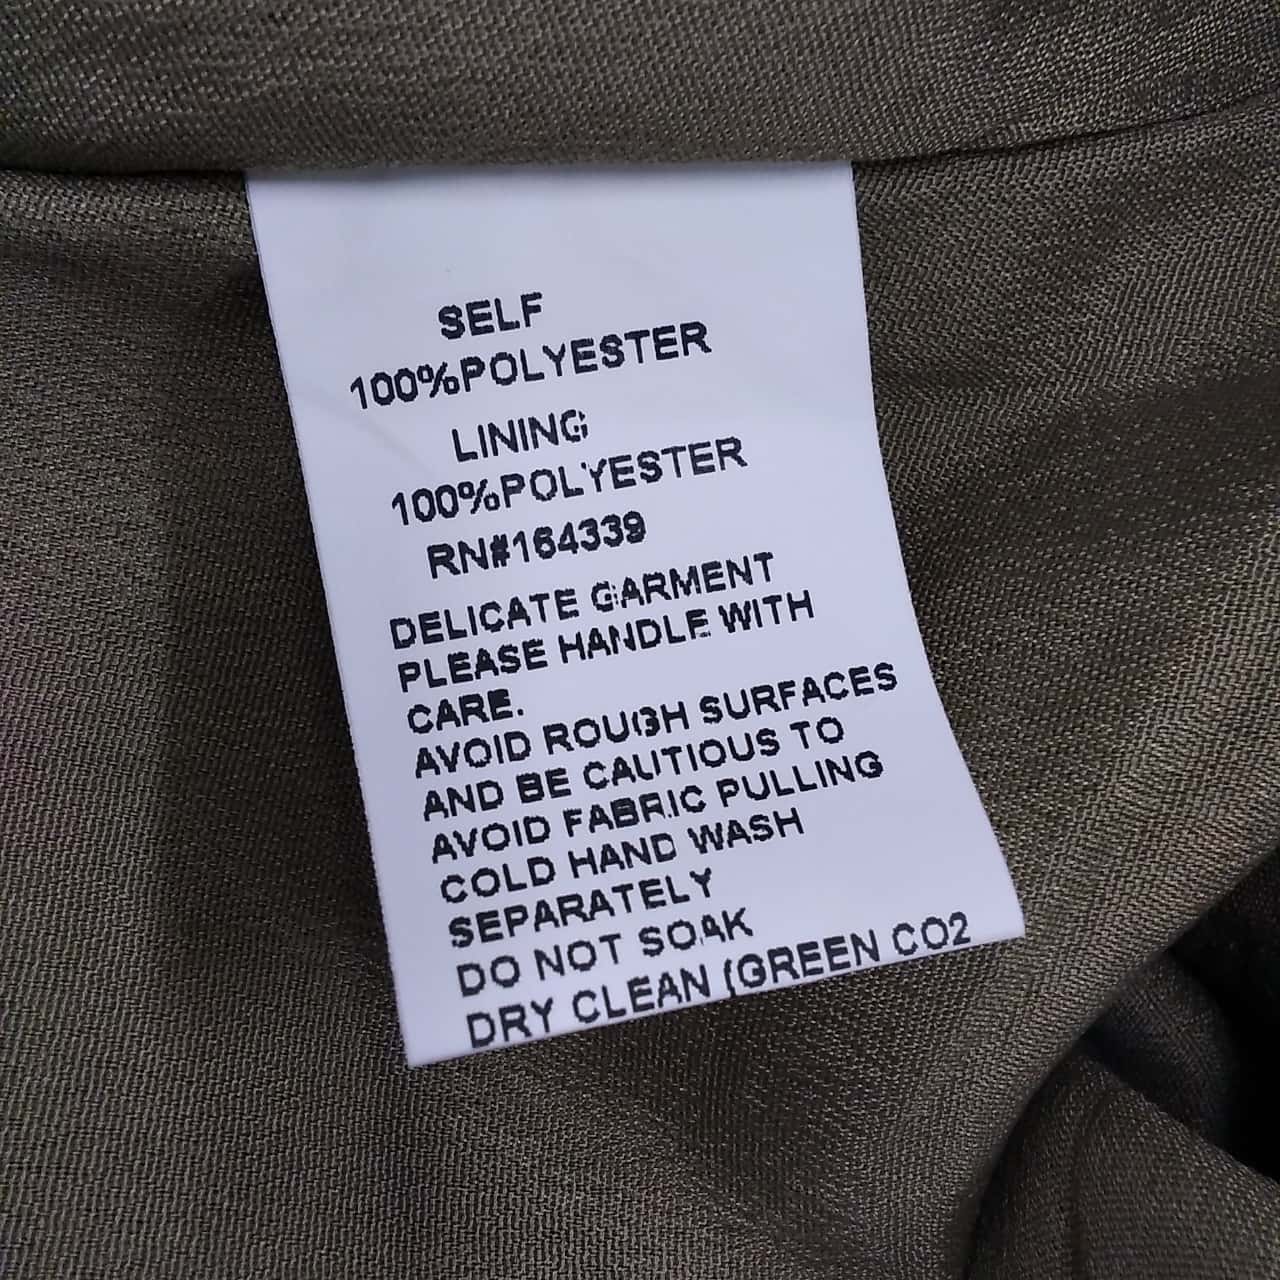 SELF
100%POLYESTER
LINING
100%POLYESTER
RN#164339
DELICATE GARMENT
PLEASE HANDLE WITH
CARE.
AVOID ROUGH SURFACES
AND BE CAUTIOUS TO
AVOID FABRIC PULLING
COLD HAND WASH
SEPARATELY
DO NOT SOAK
DRY CLEAN (GREEN CO2